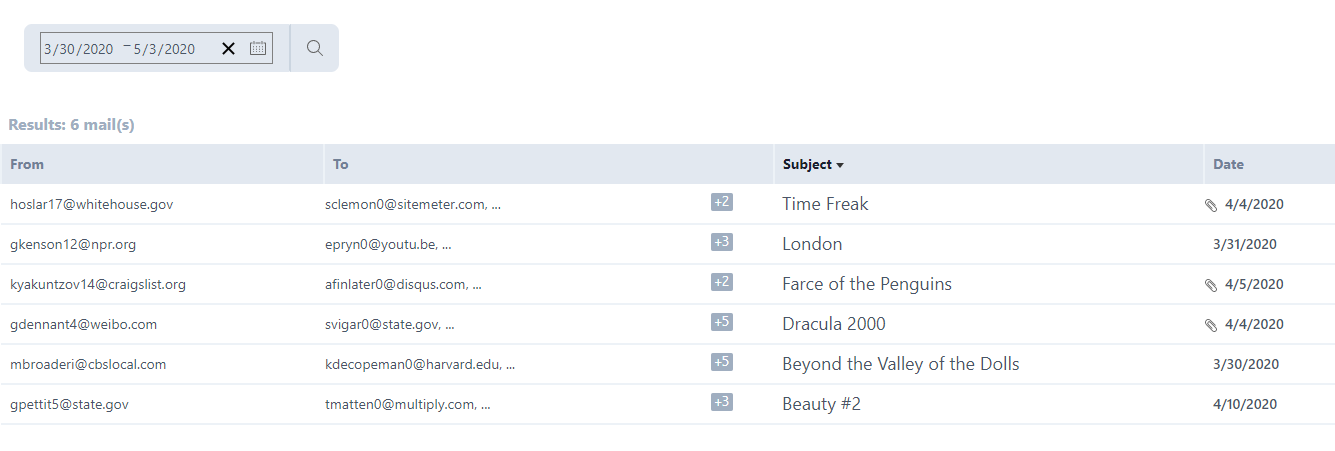 3/30/2020 – 5/3/2020
Results: 6 mail(s)
From To Subject Date
hoslar17@whitehouse.gov sclemon0@sitemeter.com, ... +2 Time Freak 4/4/2020
gkenson12@npr.org epryn0@youtu.be, ... +3 London 3/31/2020
kyakuntzov14@craigslist.org afinlater0@disqus.com, ... +2 Farce of the Penguins 4/5/2020
gdennant4@weibo.com svigar0@state.gov, ... +5 Dracula 2000 4/4/2020
mbroaderi@cbslocal.com kdecopeman0@harvard.edu, ... +5 Beyond the Valley of the Dolls 3/30/2020
gpettit5@state.gov tmatten0@multiply.com, ... +3 Beauty #2 4/10/2020